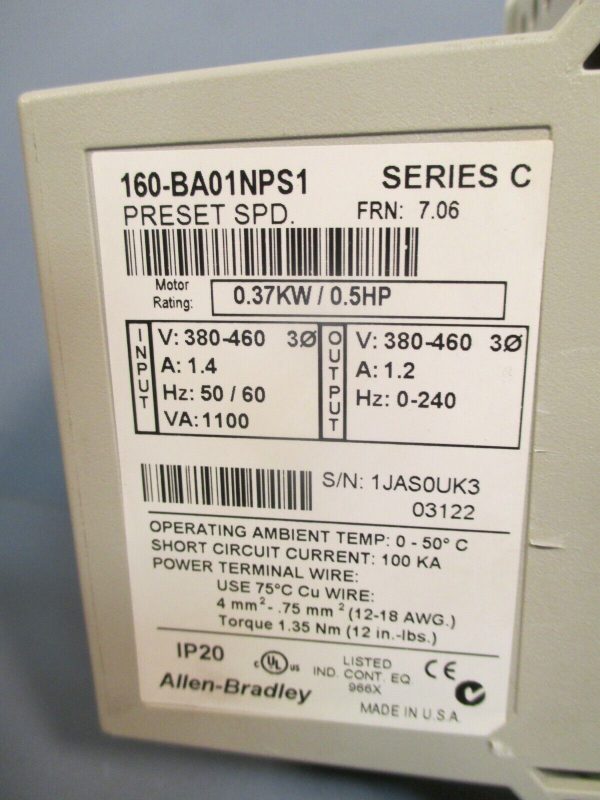 160-BA01NPS1 SERIES C
PRESET SPD. FRN: 7.06
Motor
Rating: 0.37KW / 0.5HP
INPUT
V: 380-460 3Ø
A: 1.4
Hz: 50 / 60
VA: 1100
OUTPUT
V: 380-460 3Ø
A: 1.2
Hz: 0-240
S/N: 1JAS0UK3
03122
OPERATING AMBIENT TEMP: 0 - 50° C
SHORT CIRCUIT CURRENT: 100 KA
POWER TERMINAL WIRE:
USE 75°C Cu WIRE:
4 mm² - .75 mm² (12-18 AWG.)
Torque 1.35 Nm (12 in.-lbs.)
IP20 c UL us LISTED CE
IND. CONT. EQ.
966X
Allen-Bradley
MADE IN U.S.A.